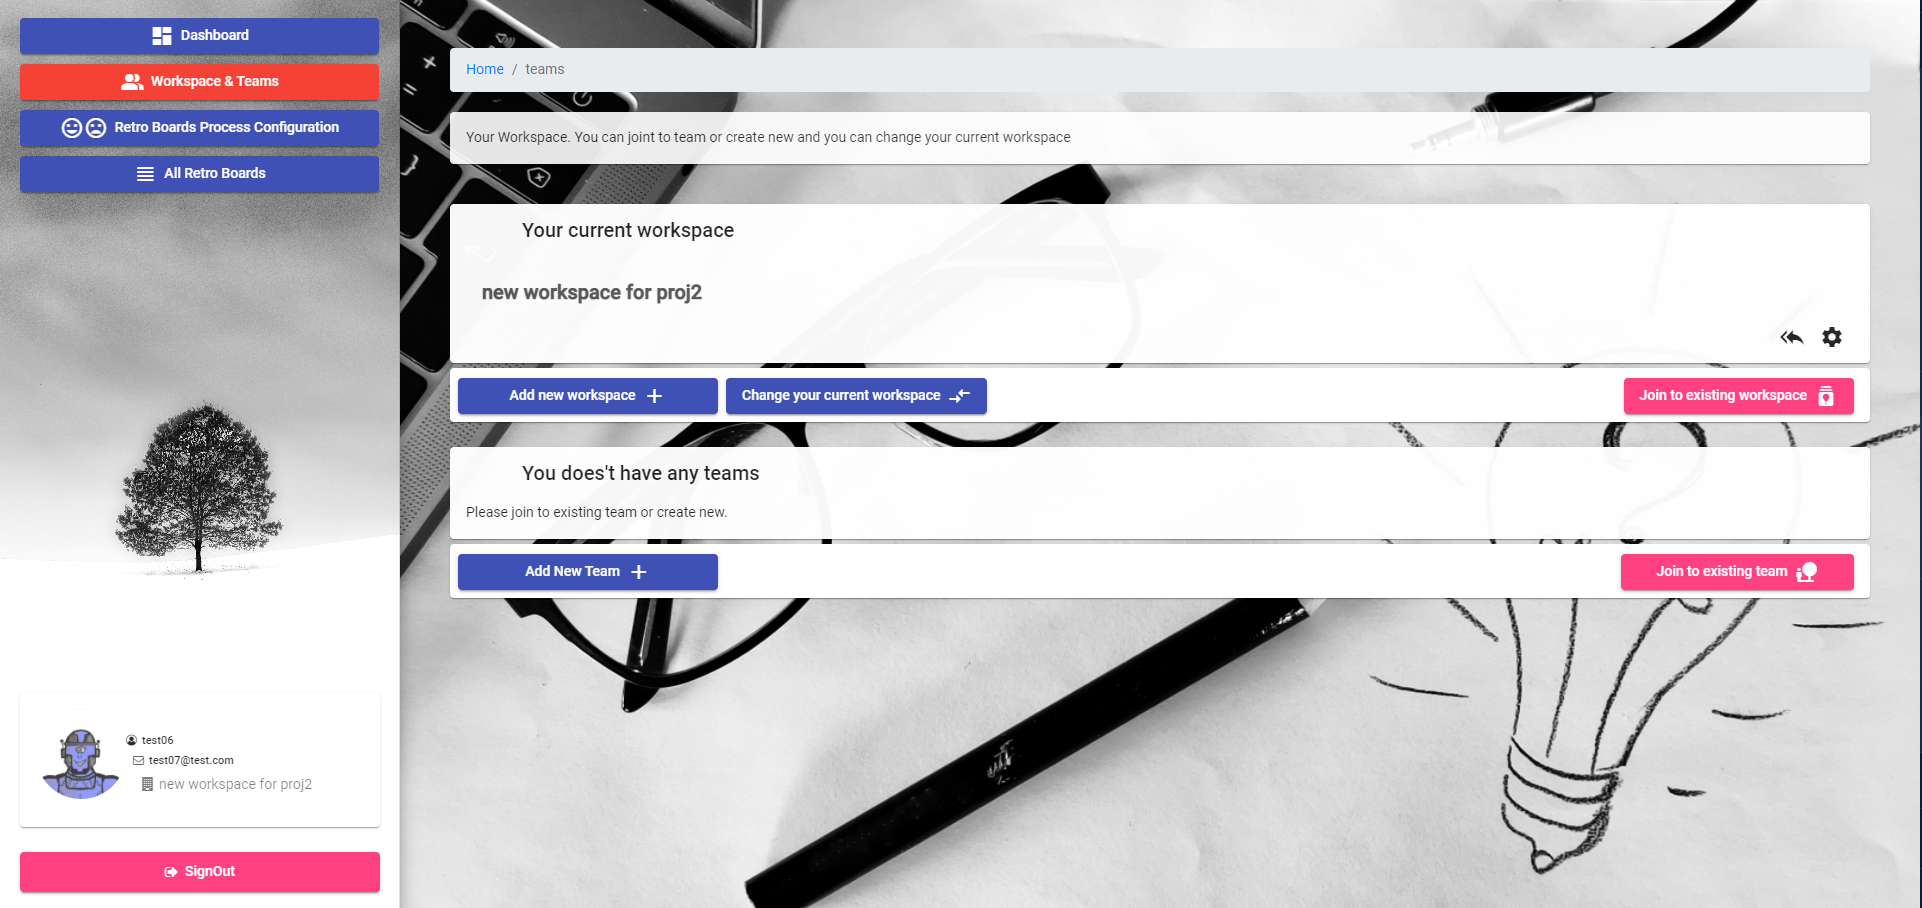 Dashboard
Workspace & Teams
Retro Boards Process Configuration
All Retro Boards
test06
test07@test.com
new workspace for proj2
SignOut
Home / teams
Your Workspace. You can joint to team or create new and you can change your current workspace
Your current workspace
new workspace for proj2
Add new workspace
Change your current workspace
Join to existing workspace
You does't have any teams
Please join to existing team or create new.
Add New Team
Join to existing team